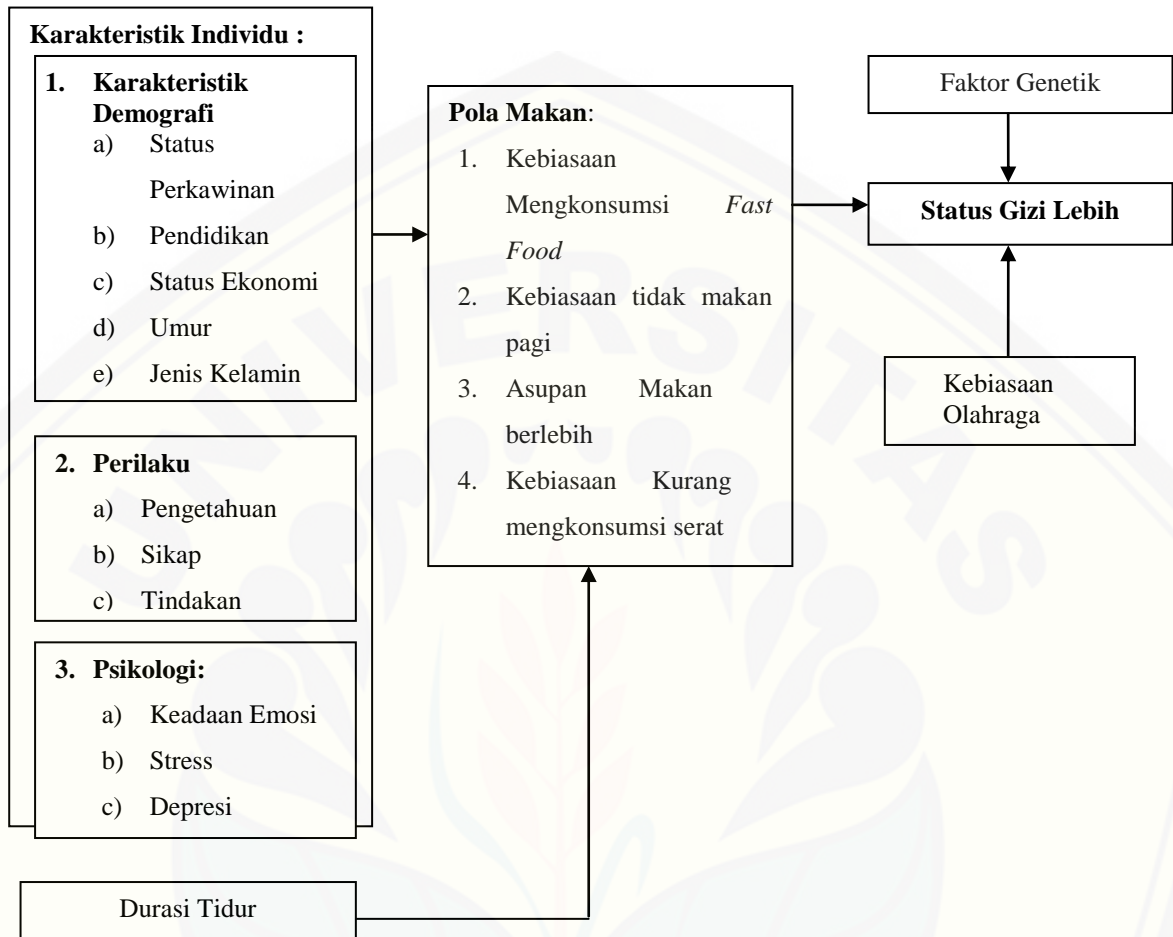 Karakteristik Individu :
1. Karakteristik
Demografi
a) Status
Perkawinan
b) Pendidikan
c) Status Ekonomi
d) Umur
e) Jenis Kelamin
2. Perilaku
a) Pengetahuan
b) Sikap
c) Tindakan
3. Psikologi:
a) Keadaan Emosi
b) Stress
c) Depresi
Durasi Tidur
Pola Makan:
1. Kebiasaan
Mengkonsumsi Fast
Food
2. Kebiasaan tidak makan
pagi
3. Asupan Makan
berlebih
4. Kebiasaan Kurang
mengkonsumsi serat
Faktor Genetik
Status Gizi Lebih
Kebiasaan
Olahraga
UNIVERSITAS